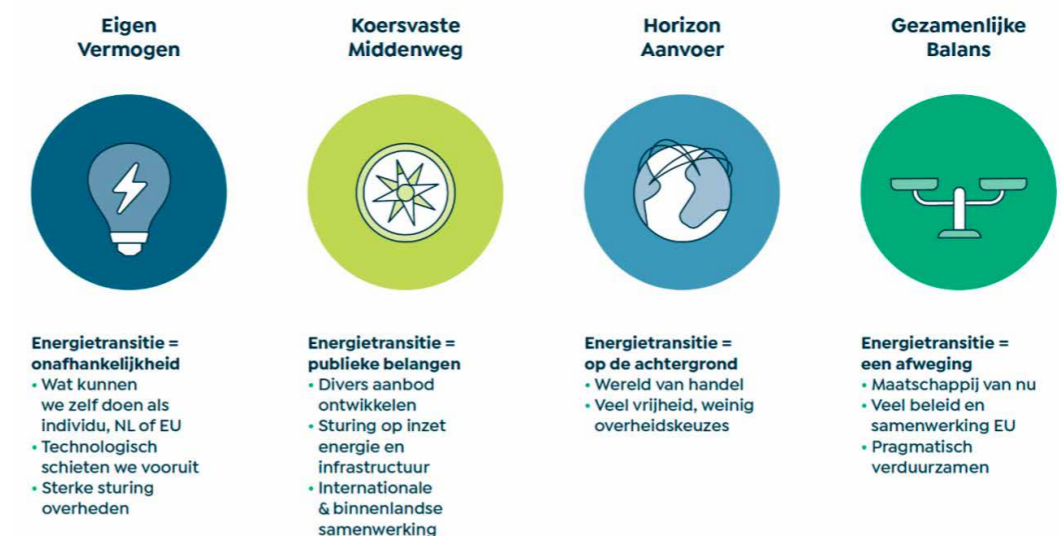 Eigen
Vermogen
Koersvaste
Middenweg
Horizon
Aanvoer
Gezamenlijke
Balans
Energietransitie =
onafhankelijkheid
• Wat kunnen
we zelf doen als
individu, NL of EU
• Technologisch
schieten we vooruit
• Sterke sturing
overheden
Energietransitie =
publieke belangen
• Divers aanbod
ontwikkelen
• Sturing op inzet
energie en
infrastructuur
• Internationale
& binnenlandse
samenwerking
Energietransitie =
op de achtergrond
• Wereld van handel
• Veel vrijheid, weinig
overheidskeuzes
Energietransitie =
een afweging
• Maatschappij van nu
• Veel beleid en
samenwerking EU
• Pragmatisch
verduurzamen